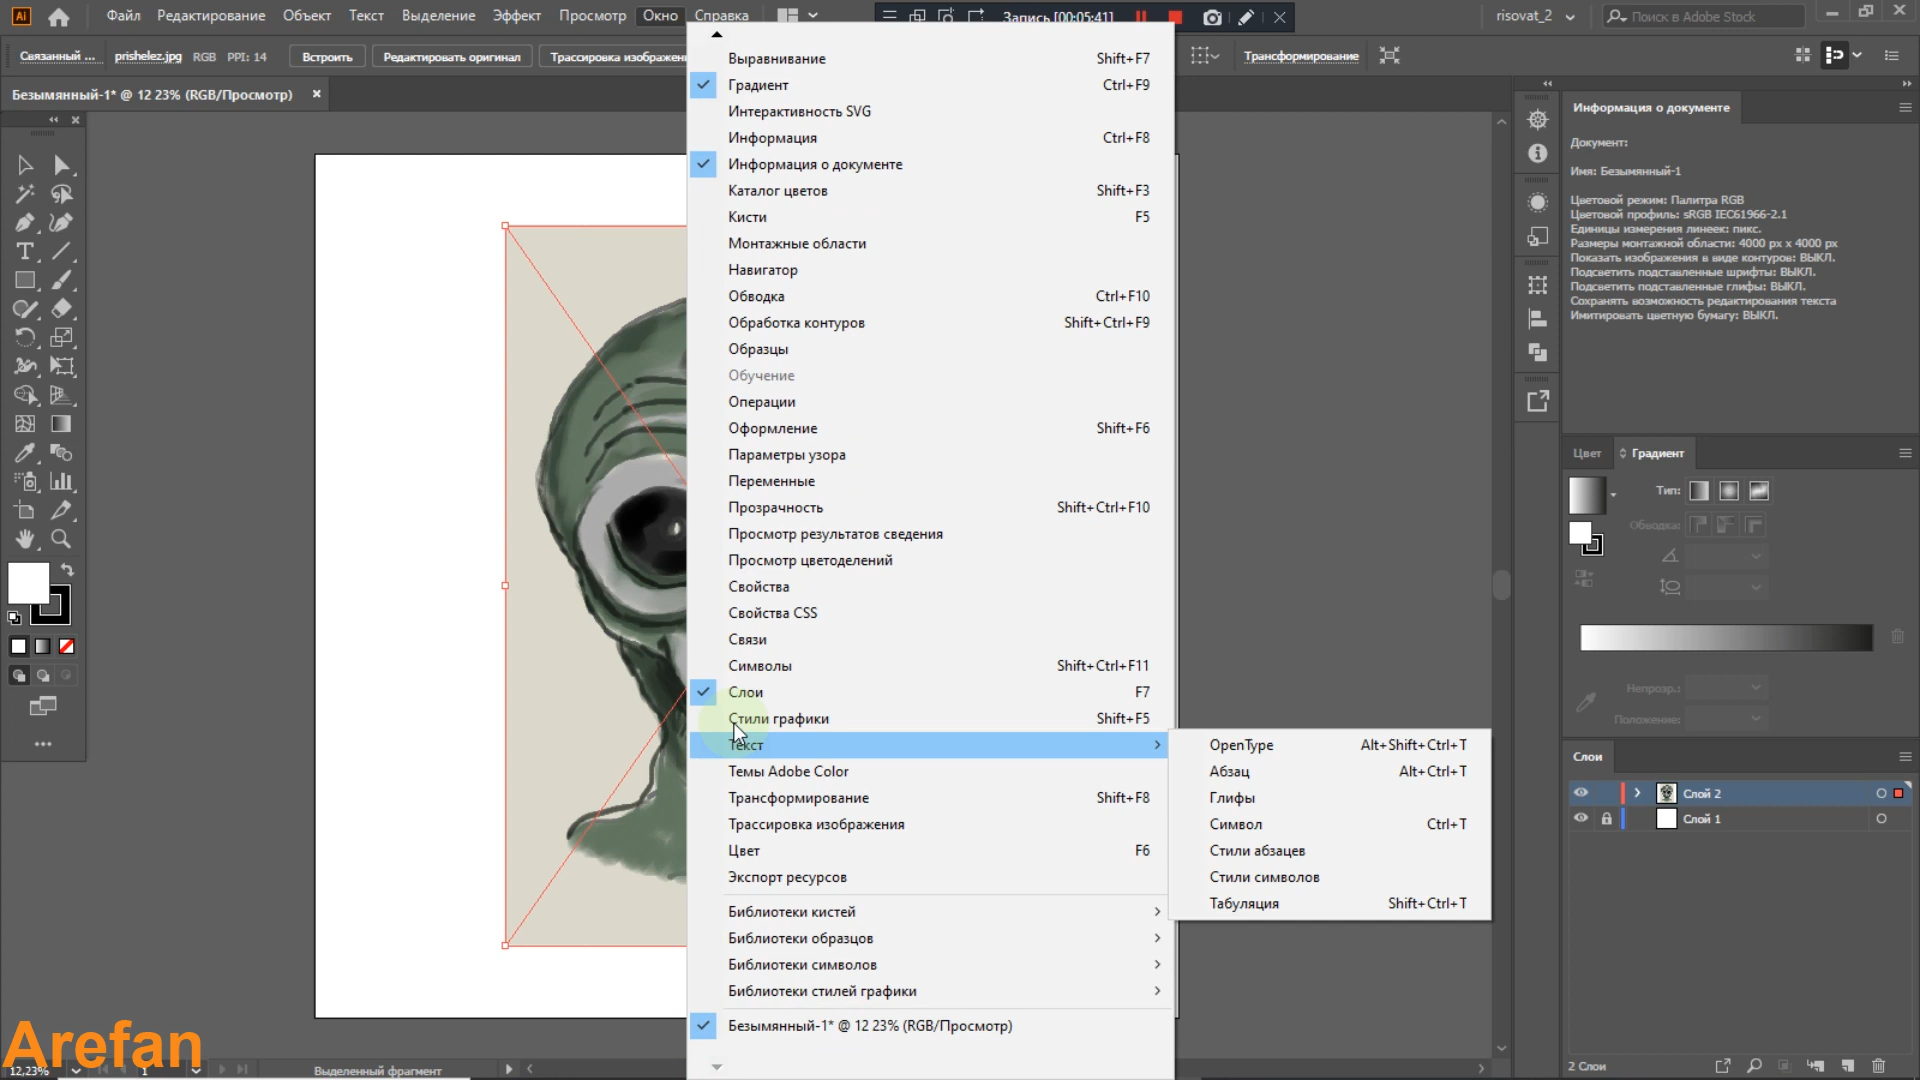 Ai
Файл Редактирование Объект Текст Выделение Эффект Просмотр Окно Справка
Запись [00:05:41]
risovat_2
Поиск в Adobe Stock
Связанный ... prishelez.jpg RGB PPI: 14 Встроить Редактировать оригинал Трассировка изображени
Трансформирование
Безымянный-1* @ 12 23% (RGB/Просмотр) ×
Выравнивание Shift+F7
Градиент Ctrl+F9
Интерактивность SVG
Информация Ctrl+F8
Информация о документе
Каталог цветов Shift+F3
Кисти F5
Монтажные области
Навигатор
Обводка Ctrl+F10
Обработка контуров Shift+Ctrl+F9
Образцы
Обучение
Операции
Оформление Shift+F6
Параметры узора
Переменные
Прозрачность Shift+Ctrl+F10
Просмотр результатов сведения
Просмотр цветоделений
Свойства
Свойства CSS
Связи
Символы Shift+Ctrl+F11
Слои F7
Стили графики Shift+F5
Текст
Темы Adobe Color
Трансформирование Shift+F8
Трассировка изображения
Цвет F6
Экспорт ресурсов
Библиотеки кистей
Библиотеки образцов
Библиотеки символов
Библиотеки стилей графики
Безымянный-1* @ 12 23% (RGB/Просмотр)
OpenType Alt+Shift+Ctrl+T
Абзац Alt+Ctrl+T
Глифы
Символ Ctrl+T
Стили абзацев
Стили символов
Табуляция Shift+Ctrl+T
Информация о документе
Документ:
Имя: Безымянный-1
Цветовой режим: Палитра RGB
Цветовой профиль: sRGB IEC61966-2.1
Единицы измерения линеек: пикс.
Размеры монтажной области: 4000 px x 4000 px
Показать изображения в виде контуров: ВЫКЛ.
Подсветить подставленные шрифты: ВЫКЛ.
Подсветить подставленные глифы: ВЫКЛ.
Сохранять возможность редактирования текста
Имитировать цветную бумагу: ВЫКЛ.
Цвет Градиент
Тип:
Обводка:
Непрозр.:
Положение:
Слои
Слой 2
Слой 1
2 Слои
Arefan
12,23% 1 Выделенный фрагмент